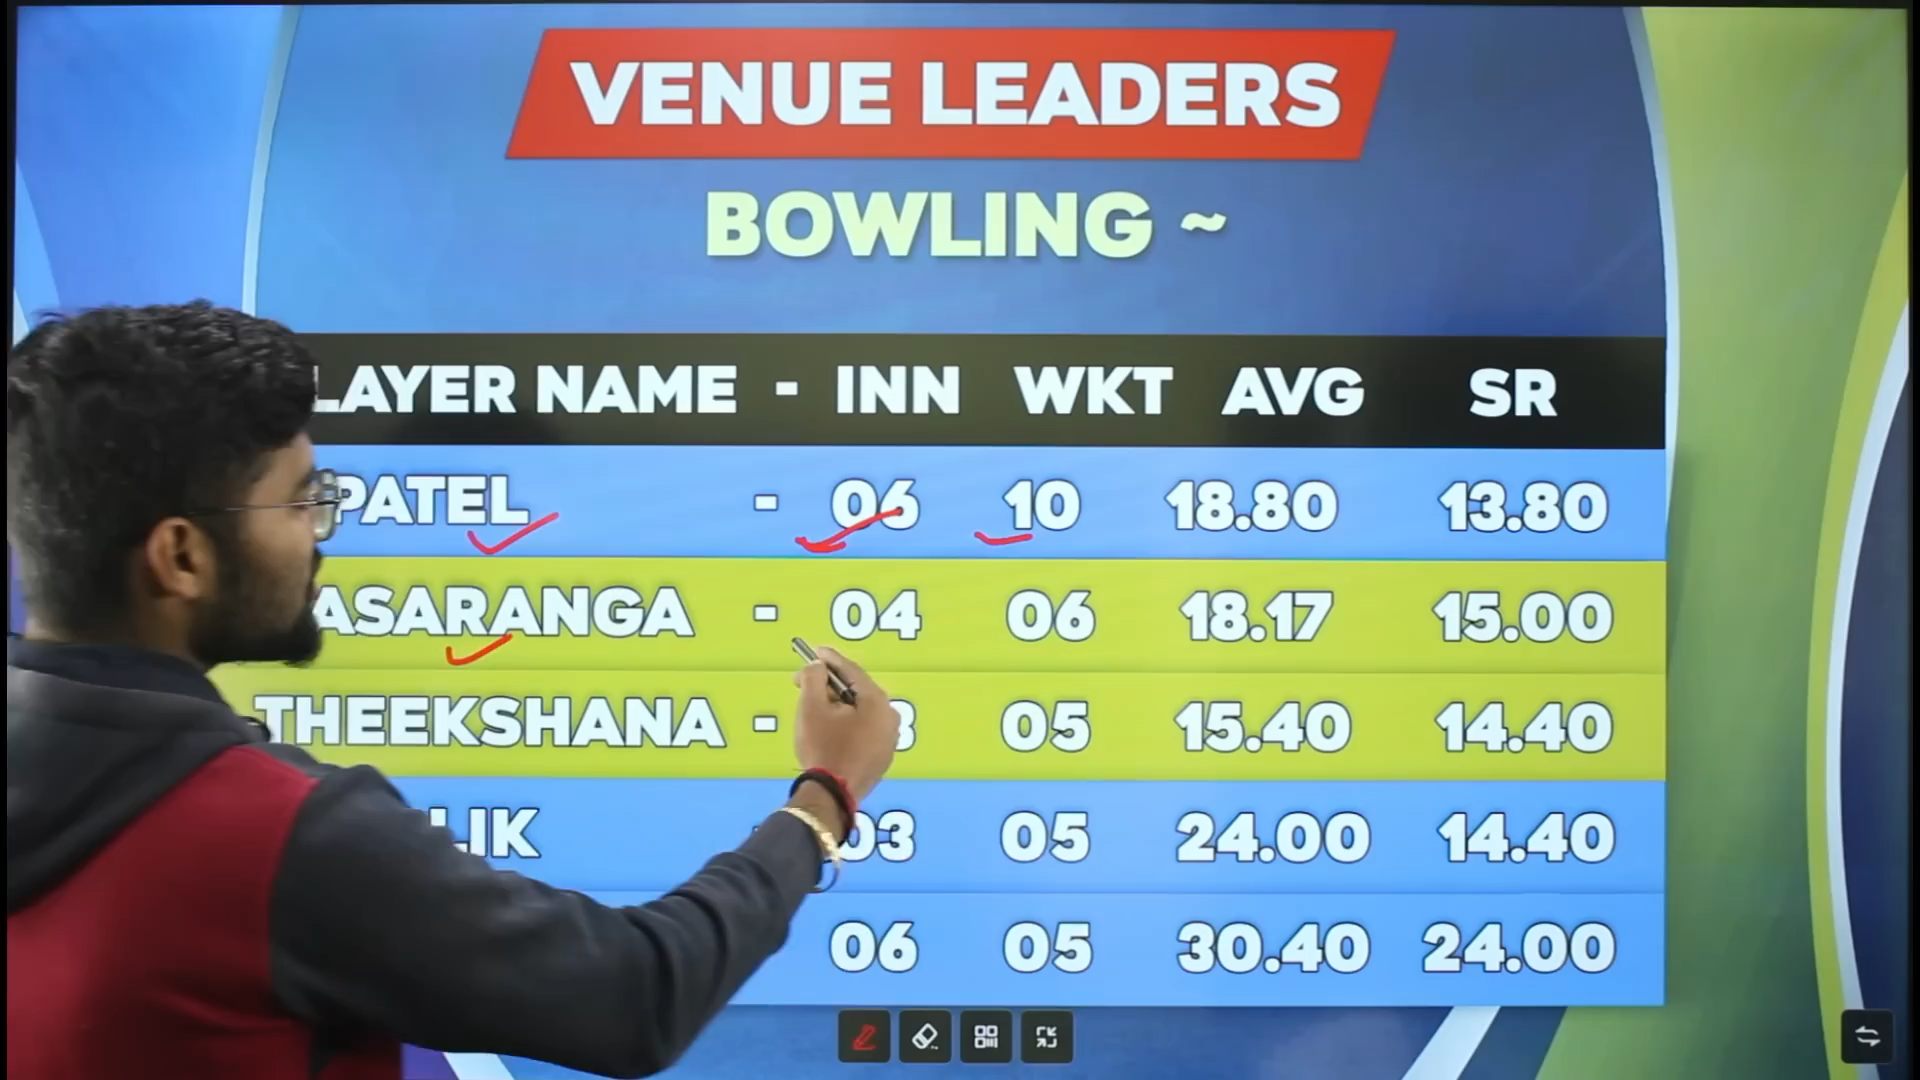 VENUE LEADERS
BOWLING ~
LAYER NAME - INN WKT AVG SR
PATEL - 06 10 18.80 13.80
ASARANGA - 04 06 18.17 15.00
THEEKSHANA - 05 15.40 14.40
LIK 03 05 24.00 14.40
06 05 30.40 24.00